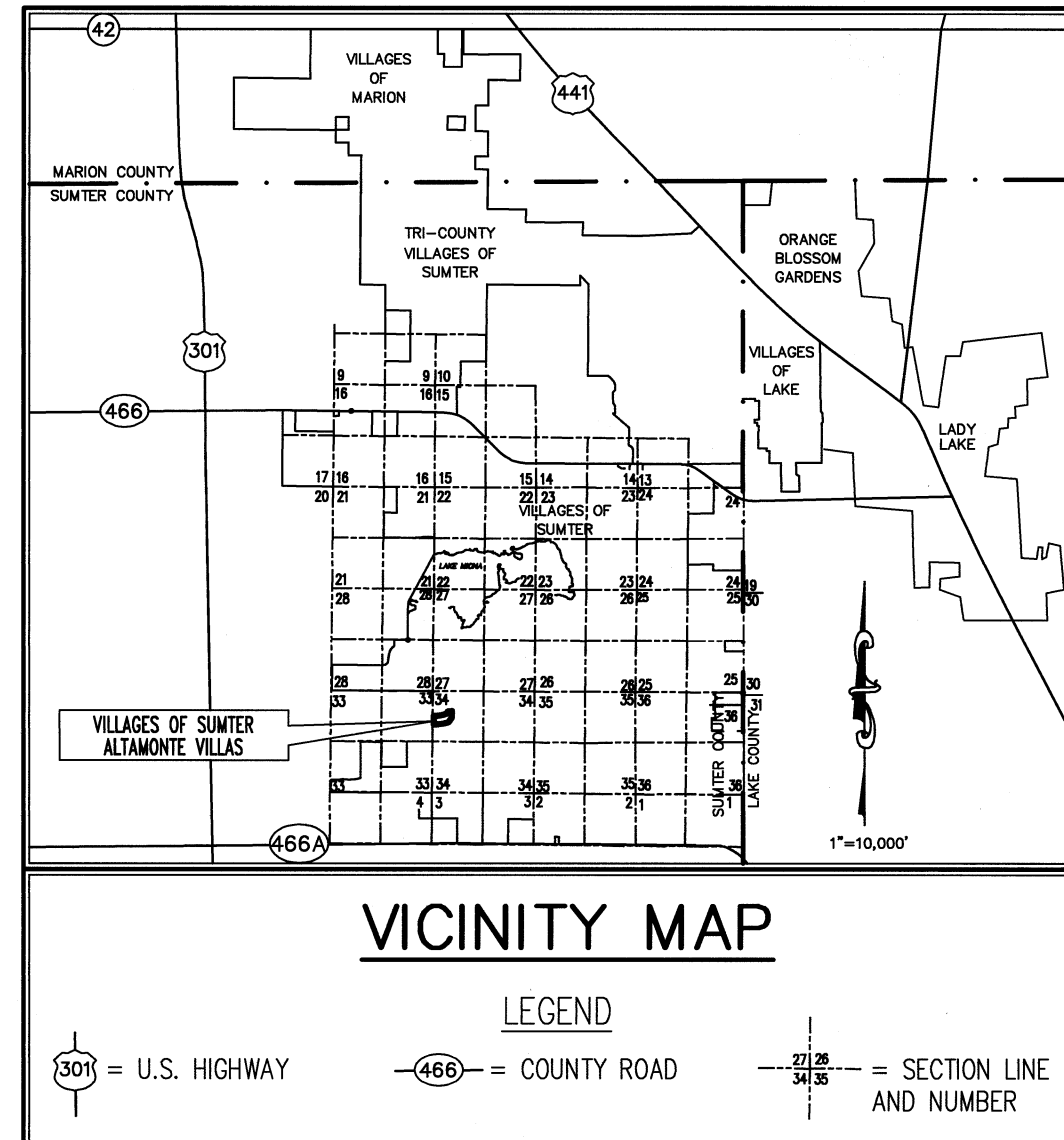 42
VILLAGES
OF
MARION
441
MARION COUNTY
SUMTER COUNTY
TRI-COUNTY
VILLAGES OF
SUMTER
ORANGE
BLOSSOM
GARDENS
301
VILLAGES
OF
LAKE
9 9 10
16 16 15
466
LADY
LAKE
17 16 16 15 15 14 14 13
20 21 21 22 22 23 23 24 24
VILLAGES OF
SUMTER
LAKE MIONA
21 21 22 22 23 23 24 24 19
28 28 27 27 26 26 25 25 30
28 28 27 27 26 26 25 25 30
33 33 34 34 35 35 36 36 31
VILLAGES OF SUMTER
ALTAMONTE VILLAS
SUMTER COUNTY
LAKE COUNTY
33 33 34 34 35 35 36 36
4 3 3 2 2 1 1
466A
1"=10,000'
VICINITY MAP
LEGEND
301 = U.S. HIGHWAY
466 = COUNTY ROAD
27 26
34 35
= SECTION LINE
AND NUMBER